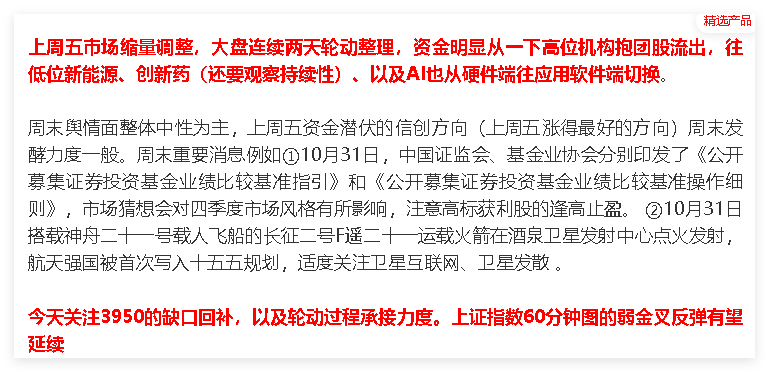 精选产品
上周五市场缩量调整，大盘连续两天轮动整理，资金明显从一下高位机构抱团股流出，往
低位新能源、创新药（还要观察持续性）、以及AI也从硬件端往应用软件端切换。
周末舆情面整体中性为主，上周五资金潜伏的信创方向（上周五涨得最好的方向）周末发
酵力度一般。周末重要消息例如①10月31日，中国证监会、基金业协会分别印发了《公开
募集证券投资基金业绩比较基准指引》和《公开募集证券投资基金业绩比较基准操作细
则》，市场猜想会对四季度市场风格有所影响，注意高标获利股的逢高止盈。 ②10月31日
搭载神舟二十一号载人飞船的长征二号F遥二十一运载火箭在酒泉卫星发射中心点火发射，
航天强国被首次写入十五五规划，适度关注卫星互联网、卫星发散 。
今天关注3950的缺口回补，以及轮动过程承接力度。上证指数60分钟图的弱金叉反弹有望
延续